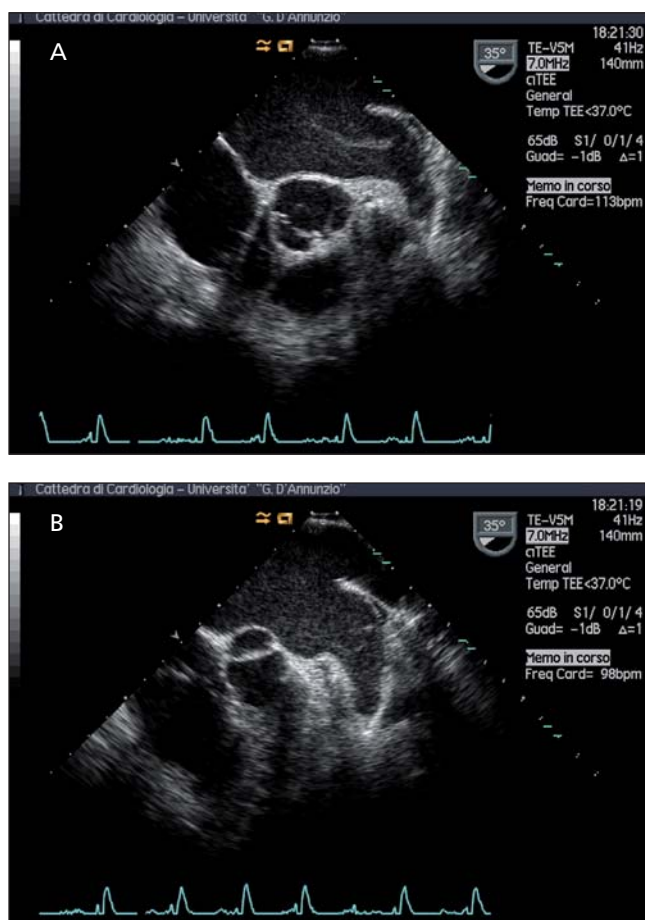 A
Cattedra di Cardiologia - Universita' "G. D'Annunzio"
18:21:30
35°
TE-V5M 41Hz
7.0MHz 140mm
aTEE
General
Temp TEE<37.0°C
65dB S1/ 0/1/ 4
Guad= -1dB Δ=1
Memo in corso
Freq Card=113bpm
B
Cattedra di Cardiologia - Universita' "G. D'Annunzio"
18:21:19
35°
TE-V5M 41Hz
7.0MHz 140mm
aTEE
General
Temp TEE<37.0°C
65dB S1/ 0/1/ 4
Guad= -1dB Δ=1
Memo in corso
Freq Card= 98bpm